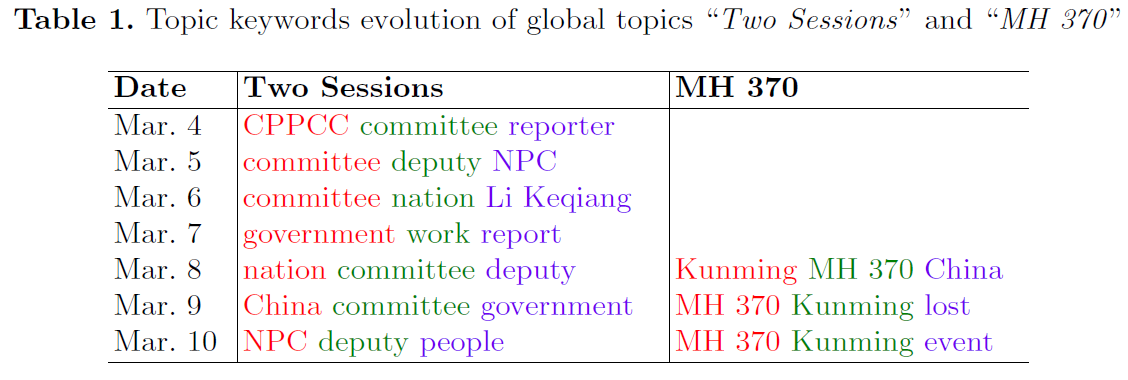 Table 1. Topic keywords evolution of global topics “Two Sessions” and “MH 370”
Date Two Sessions MH 370
Mar. 4 CPPCC committee reporter
Mar. 5 committee deputy NPC
Mar. 6 committee nation Li Keqiang
Mar. 7 government work report
Mar. 8 nation committee deputy Kunming MH 370 China
Mar. 9 China committee government MH 370 Kunming lost
Mar. 10 NPC deputy people MH 370 Kunming event